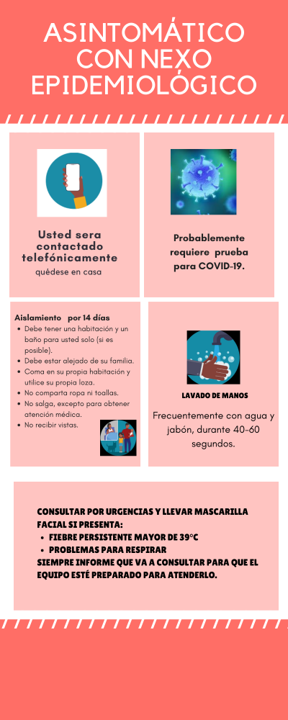 ASINTOMÁTICO
CON NEXO
EPIDEMIOLÓGICO
Usted sera
contactado
telefónicamente
quédese en casa
Probablemente
requiere prueba
para COVID-19.
Aislamiento por 14 días
• Debe tener una habitación y un
baño para usted solo (si es
posible).
• Debe estar alejado de su familia.
• Coma en su propia habitación y
utilice su propia loza.
• No comparta ropa ni toallas.
• No salga, excepto para obtener
atención médica.
• No recibir vistas.
LAVADO DE MANOS
Frecuentemente con agua y
jabón, durante 40-60
segundos.
CONSULTAR POR URGENCIAS Y LLEVAR MASCARILLA
FACIAL SI PRESENTA:
• FIEBRE PERSISTENTE MAYOR DE 39°C
• PROBLEMAS PARA RESPIRAR
SIEMPRE INFORME QUE VA A CONSULTAR PARA QUE EL
EQUIPO ESTÉ PREPARADO PARA ATENDERLO.